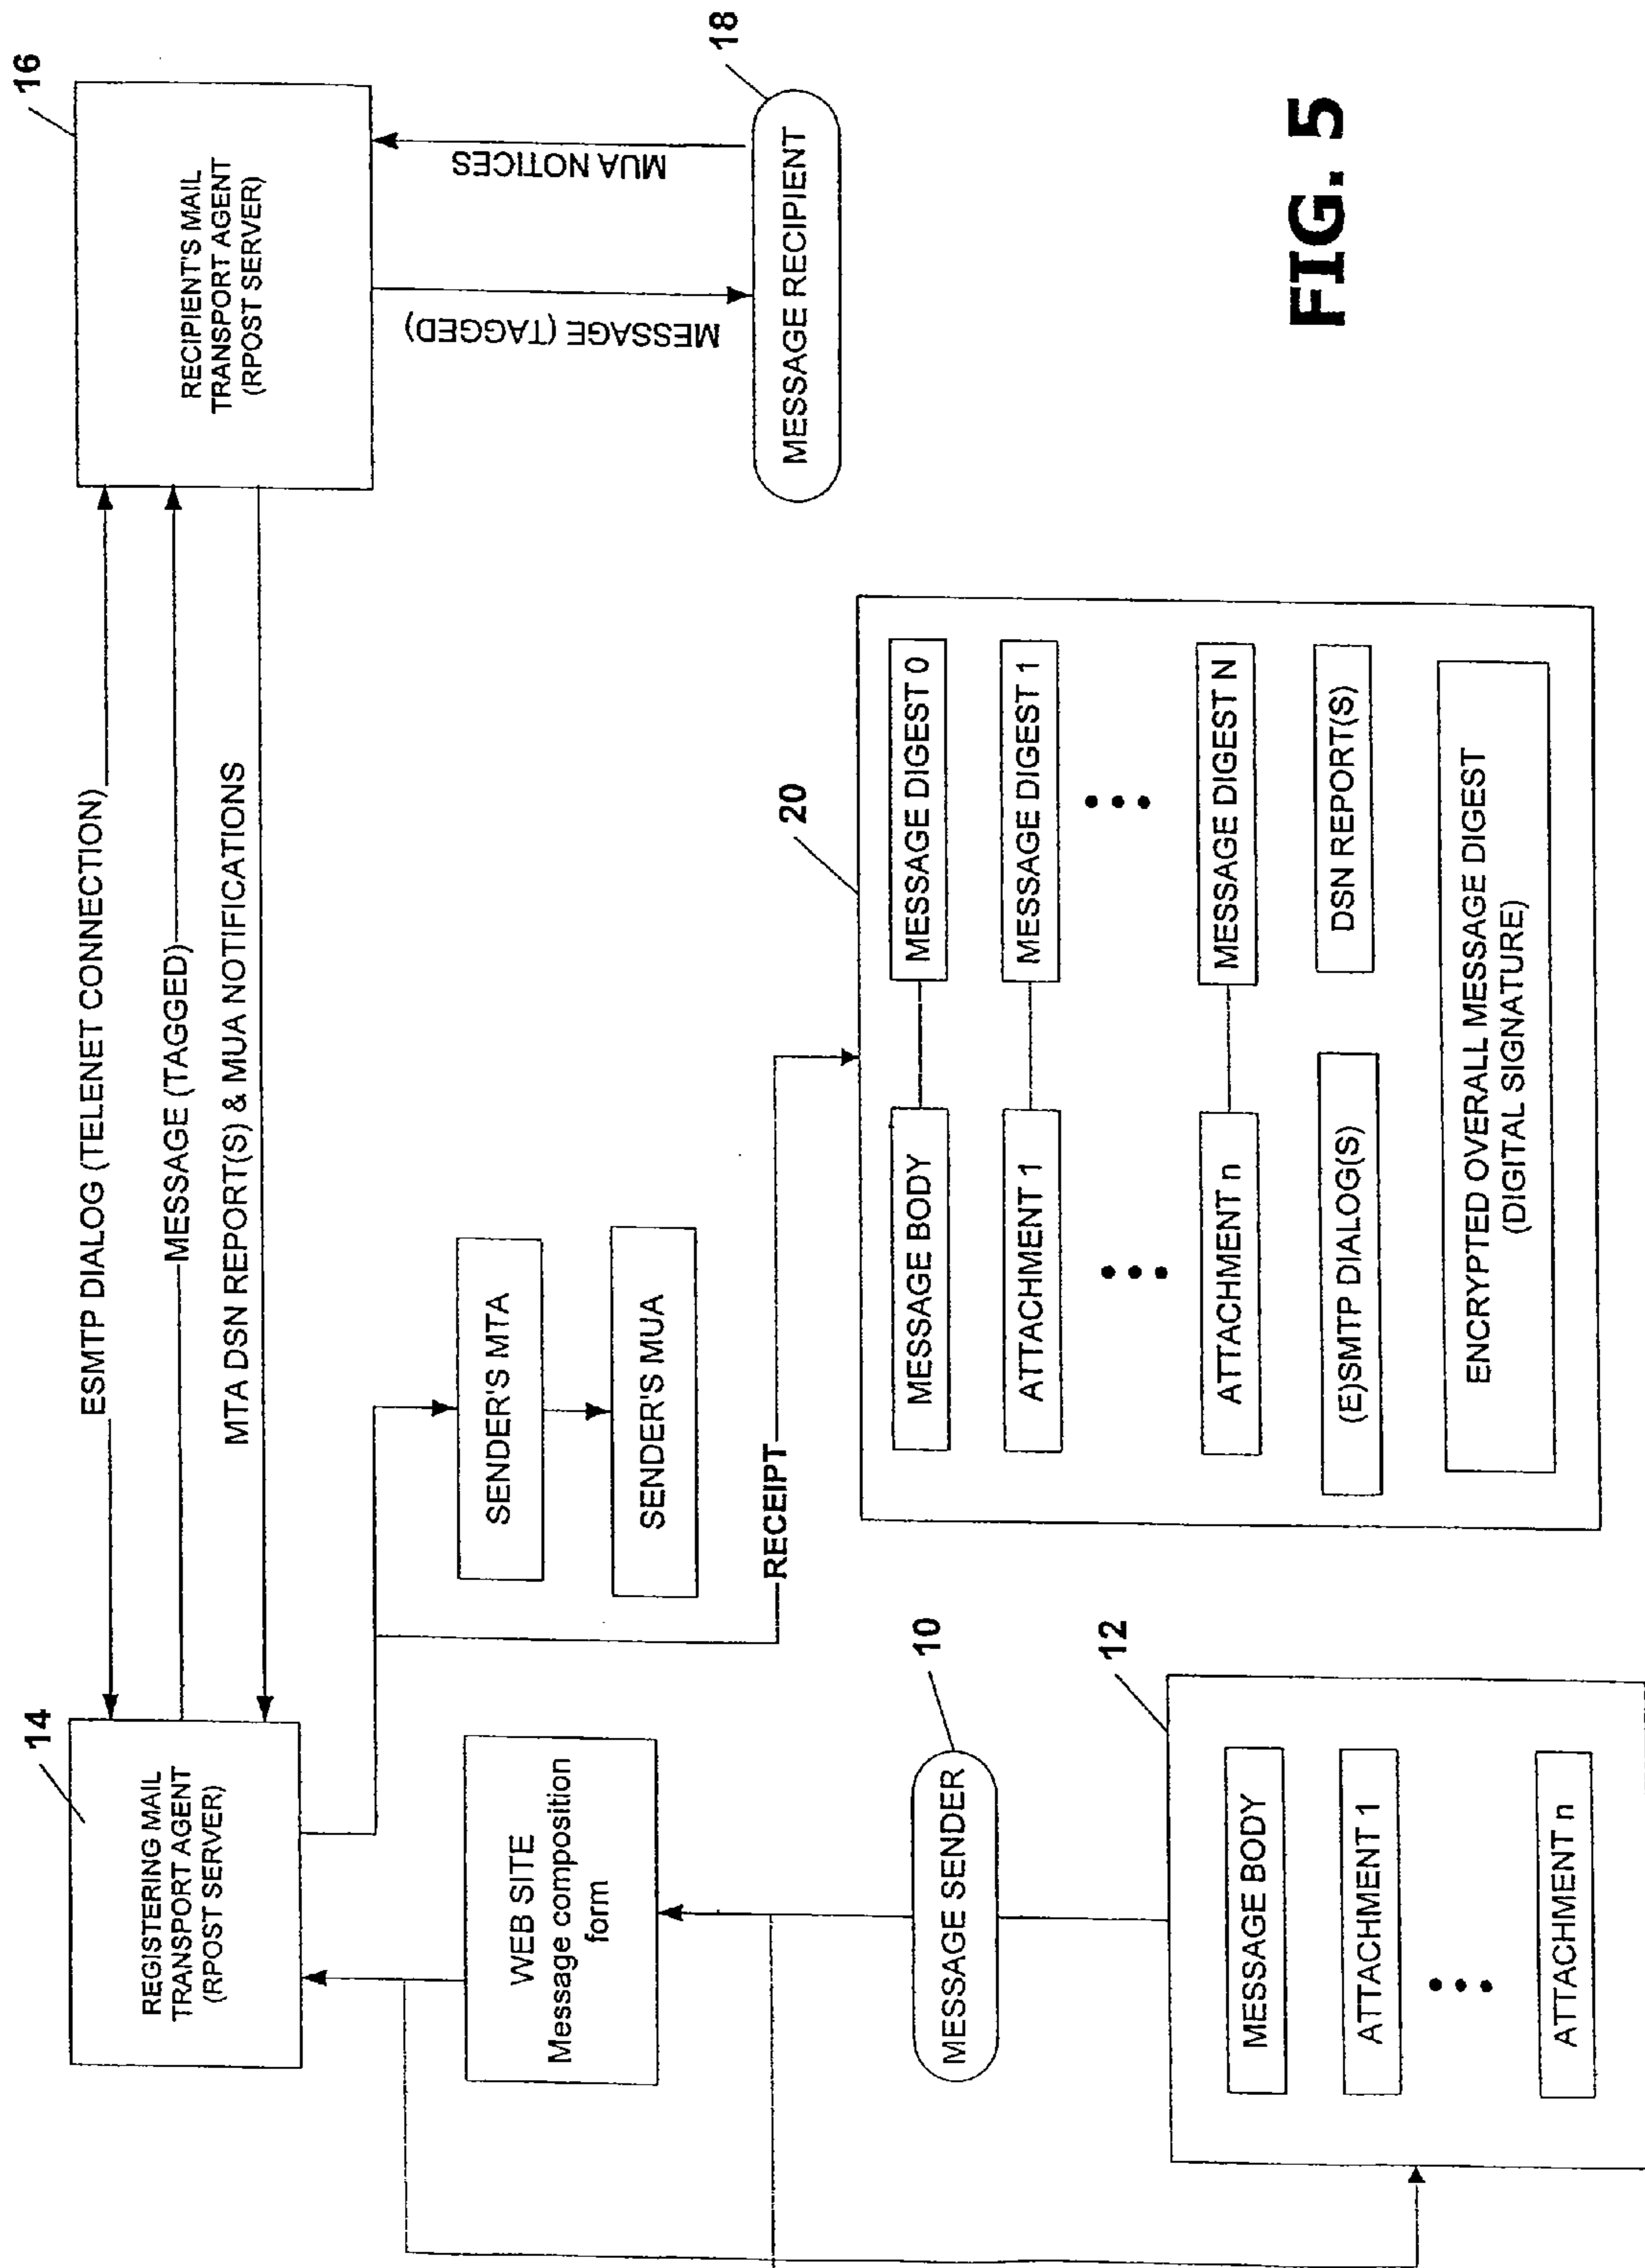 14
REGISTERING MAIL
TRANSPORT AGENT
(RPOST SERVER)
ESMTP DIALOG (TELENET CONNECTION)
MESSAGE (TAGGED)
MTA DSN REPORT(S) & MUA NOTIFICATIONS
16
RECIPIENT'S MAIL
TRANSPORT AGENT
(RPOST SERVER)
MESSAGE (TAGGED)
MUA NOTICES
18
MESSAGE RECIPIENT
WEB SITE
Message composition
form
SENDER'S MTA
SENDER'S MUA
RECEIPT
10
MESSAGE SENDER
12
MESSAGE BODY
ATTACHMENT 1
•••
ATTACHMENT n
20
MESSAGE BODY
MESSAGE DIGEST 0
ATTACHMENT 1
MESSAGE DIGEST 1
•••
•••
ATTACHMENT n
MESSAGE DIGEST N
(E)SMTP DIALOG(S)
DSN REPORT(S)
ENCRYPTED OVERALL MESSAGE DIGEST
(DIGITAL SIGNATURE)
FIG. 5